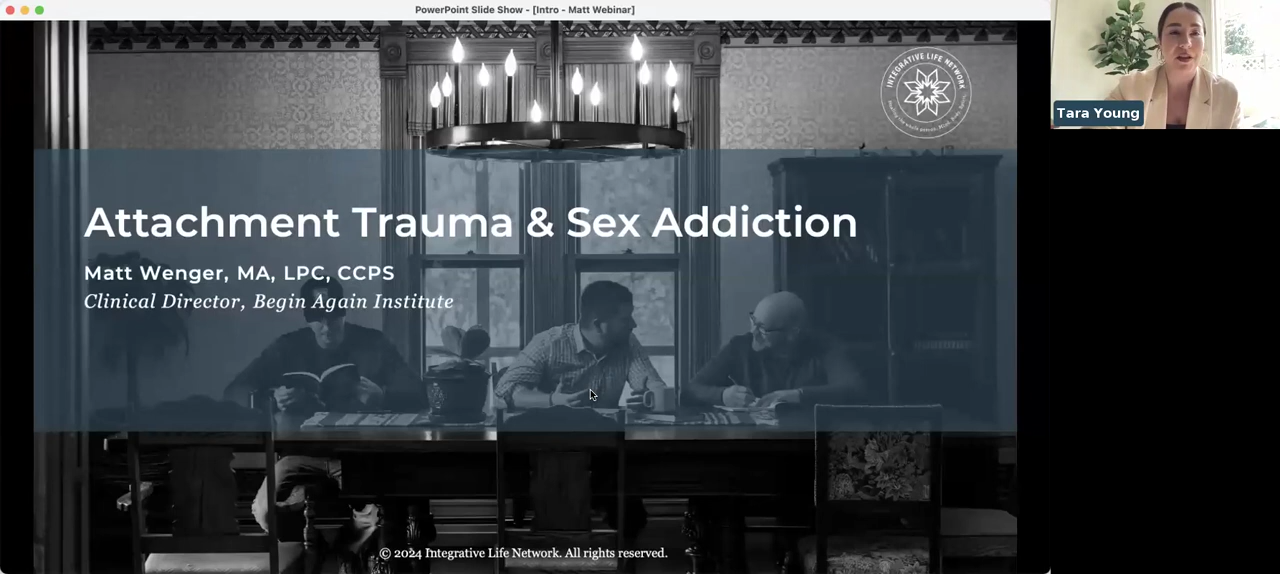 PowerPoint Slide Show - [Intro - Matt Webinar]
INTEGRATIVE LIFE NETWORK
Tara Young
Attachment Trauma & Sex Addiction
Matt Wenger, MA, LPC, CCPS
Clinical Director, Begin Again Institute
© 2024 Integrative Life Network. All rights reserved.